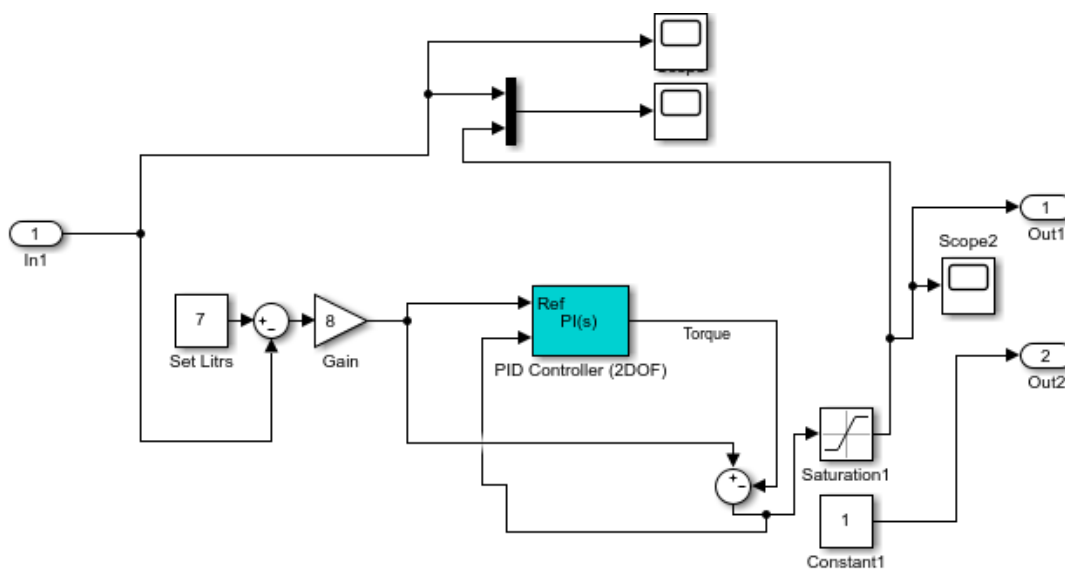 1
In1
7
Set Litrs
+
-
8
Gain
Ref
PI(s)
PID Controller (2DOF)
Torque
+
-
Saturation1
1
Constant1
Scope2
1
Out1
2
Out2